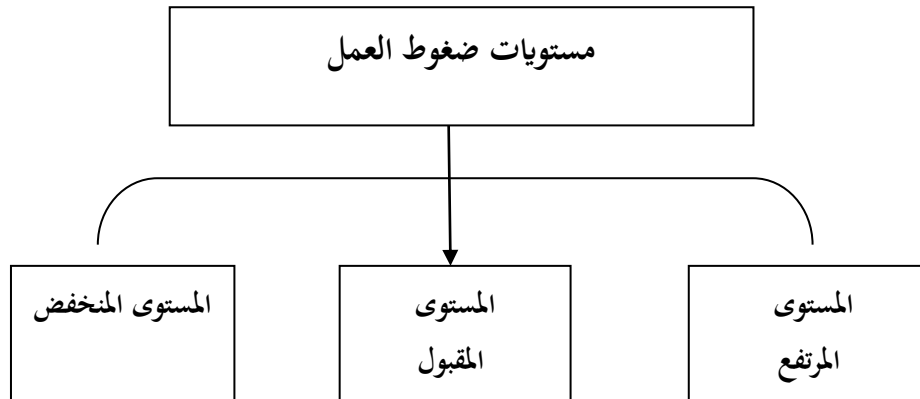 مستويات ضغوط العمل
المستوى
المرتفع
المستوى
المقبول
المستوى المنخفض